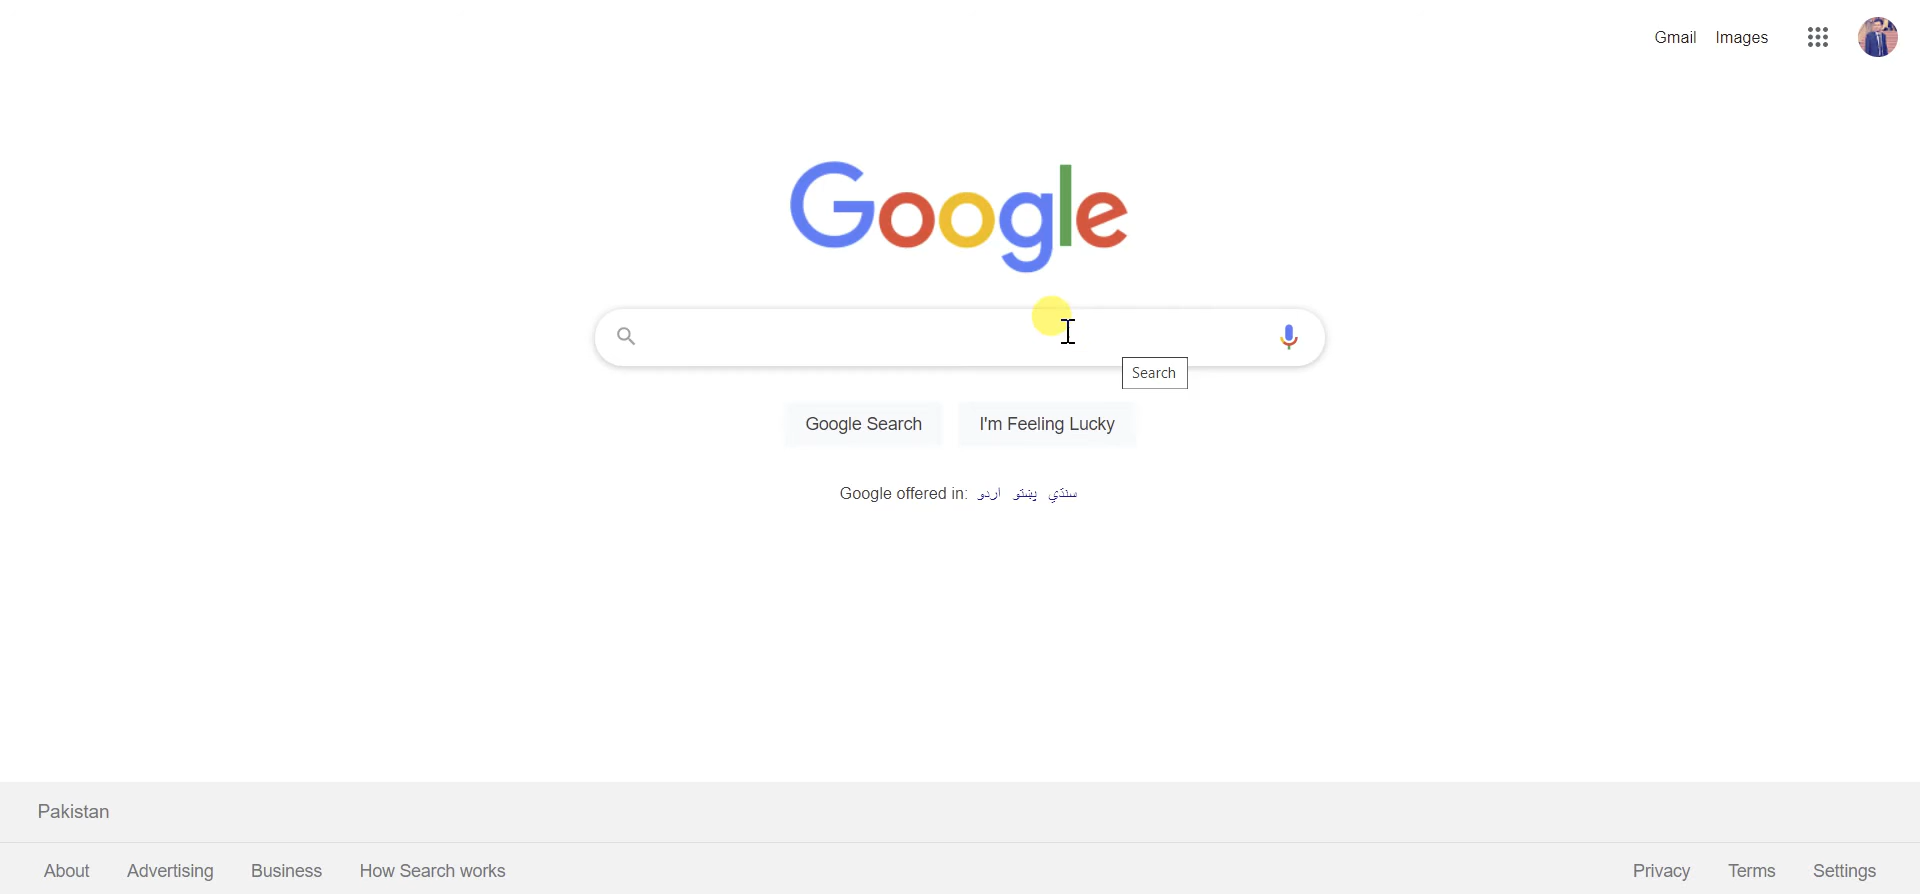 Gmail Images
Google
Search
Google Search I'm Feeling Lucky
Google offered in: اردو پښتو سنڌي
Pakistan
About Advertising Business How Search works Privacy Terms Settings